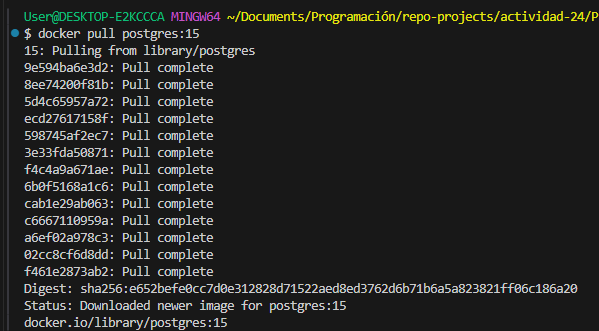 User@DESKTOP-E2KCCCA MINGW64 ~/Documents/Programación/repo-projects/actividad-24/P
$ docker pull postgres:15
15: Pulling from library/postgres
9e594ba6e3d2: Pull complete
8ee74200f81b: Pull complete
5d4c65957a72: Pull complete
ecd27617158f: Pull complete
598745af2ec7: Pull complete
3e33fda50871: Pull complete
f4c4a9a671ae: Pull complete
6b0f5168a1c6: Pull complete
cab1e29ab063: Pull complete
c6667110959a: Pull complete
a6ef02a978c3: Pull complete
02cc8cf6d8dd: Pull complete
f461e2873ab2: Pull complete
Digest: sha256:e652befe0cc7d0e312828d71522aed8ed3762d6b71b6a5a823821ff06c186a20
Status: Downloaded newer image for postgres:15
docker.io/library/postgres:15